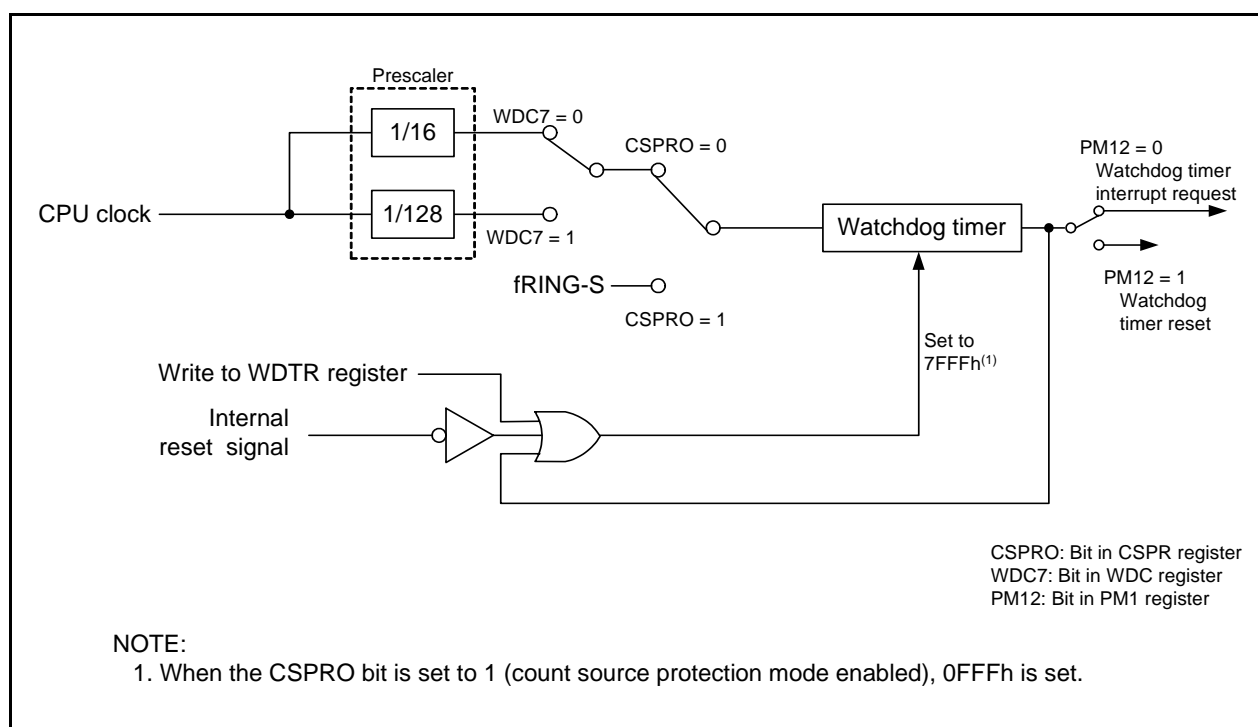 Prescaler
1/16
WDC7 = 0
CSPRO = 0
PM12 = 0
Watchdog timer
interrupt request
CPU clock
1/128
WDC7 = 1
Watchdog timer
fRING-S
CSPRO = 1
PM12 = 1
Watchdog
timer reset
Set to
7FFFh(1)
Write to WDTR register
Internal
reset signal
CSPRO: Bit in CSPR register
WDC7: Bit in WDC register
PM12: Bit in PM1 register
NOTE:
1. When the CSPRO bit is set to 1 (count source protection mode enabled), 0FFFh is set.